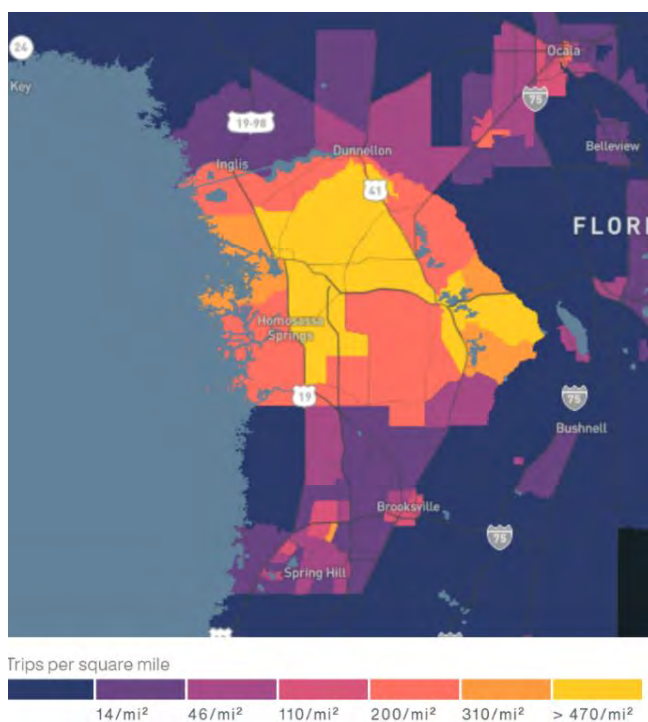 24
Key
Ocala
75
19-98
Dunnellon
Belleview
Inglis
41
FLORI
Homosassa
Springs
19
75
Bushnell
Brooksville
75
Spring Hill
Trips per square mile
14/mi²
46/mi²
110/mi²
200/mi²
310/mi²
> 470/mi²